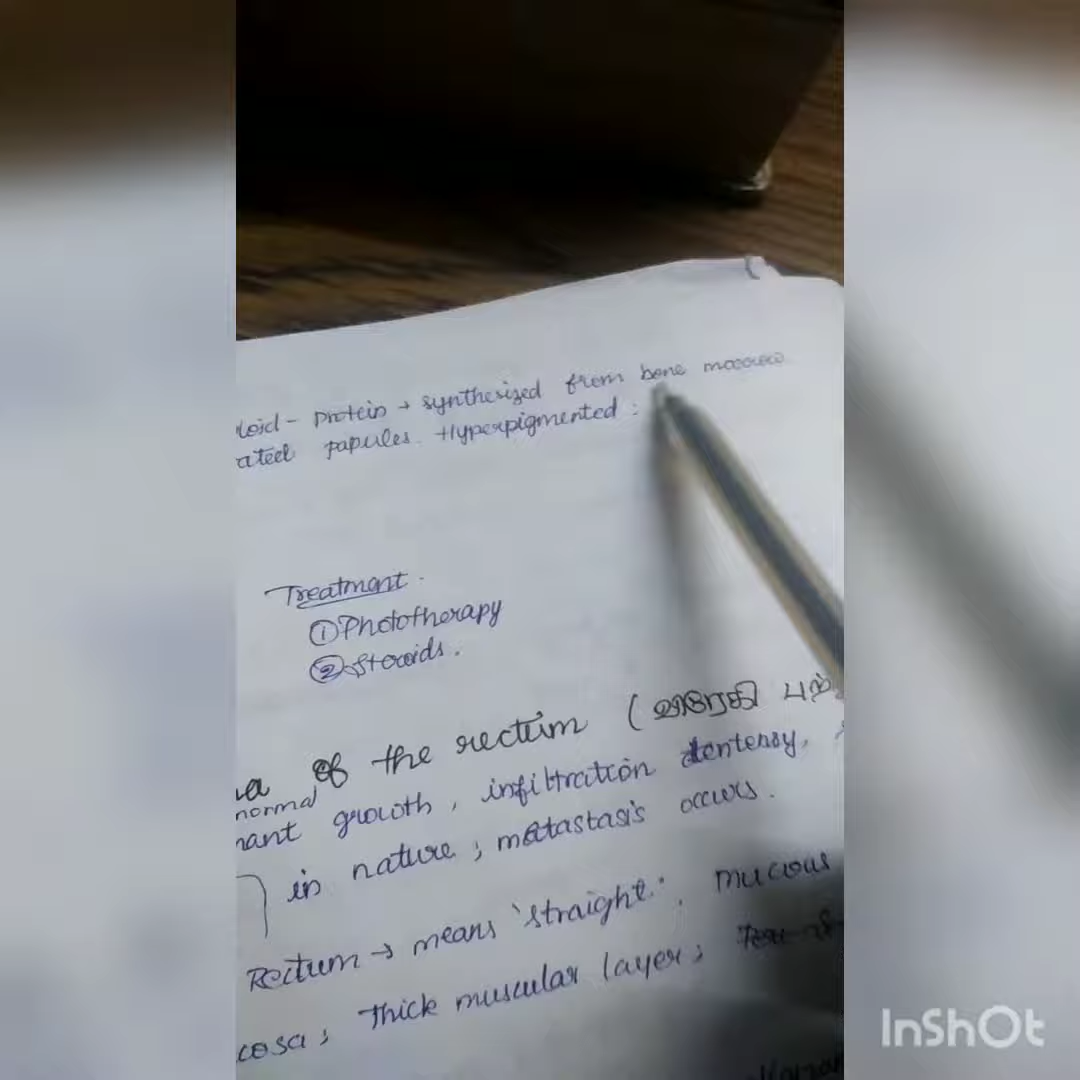 loid - Protein → synthesized from bone marrow
ated papules. Hyperpigmented :
Treatment.
① Phototherapy
② Steroids.
of the rectum (
normal
nant growth, infiltration
in nature ; metastasis occurs.
Rectum → means 'straight'. Mucous
cosa ; thick muscular layer ;
InShOt